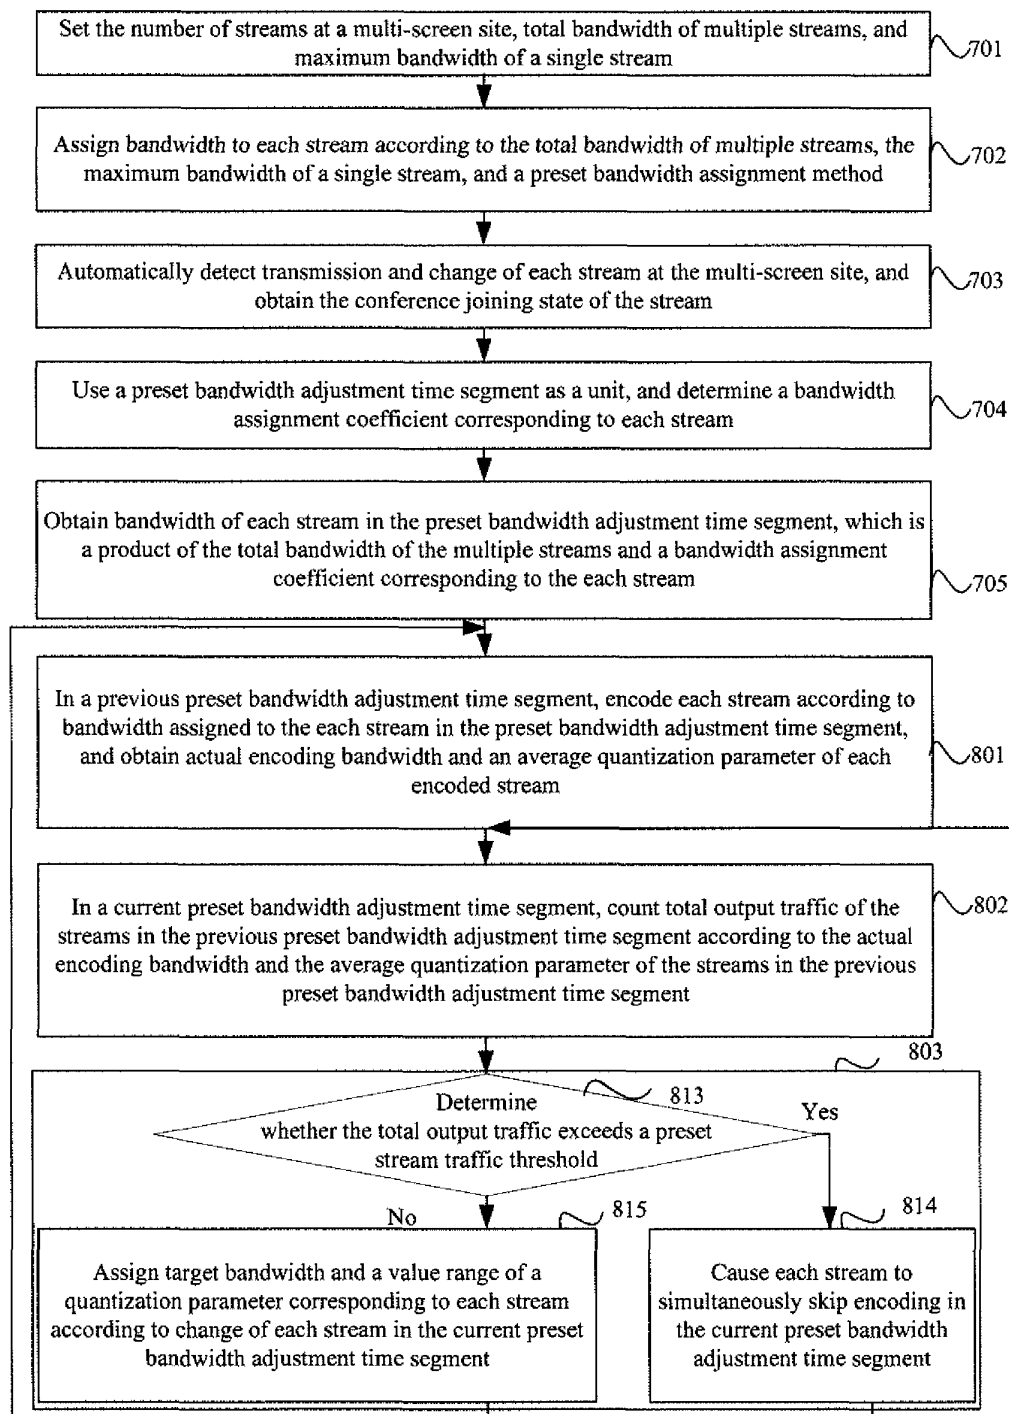 Set the number of streams at a multi-screen site, total bandwidth of multiple streams, and
maximum bandwidth of a single stream
701
Assign bandwidth to each stream according to the total bandwidth of multiple streams, the
maximum bandwidth of a single stream, and a preset bandwidth assignment method
702
Automatically detect transmission and change of each stream at the multi-screen site, and
obtain the conference joining state of the stream
703
Use a preset bandwidth adjustment time segment as a unit, and determine a bandwidth
assignment coefficient corresponding to each stream
704
Obtain bandwidth of each stream in the preset bandwidth adjustment time segment, which is
a product of the total bandwidth of the multiple streams and a bandwidth assignment
coefficient corresponding to the each stream
705
In a previous preset bandwidth adjustment time segment, encode each stream according to
bandwidth assigned to the each stream in the preset bandwidth adjustment time segment,
and obtain actual encoding bandwidth and an average quantization parameter of each
encoded stream
801
In a current preset bandwidth adjustment time segment, count total output traffic of the
streams in the previous preset bandwidth adjustment time segment according to the actual
encoding bandwidth and the average quantization parameter of the streams in the previous
preset bandwidth adjustment time segment
802
803
813
Determine
whether the total output traffic exceeds a preset
stream traffic threshold
Yes
No
815
814
Assign target bandwidth and a value range of a
quantization parameter corresponding to each stream
according to change of each stream in the current preset
bandwidth adjustment time segment
Cause each stream to
simultaneously skip encoding in
the current preset bandwidth
adjustment time segment